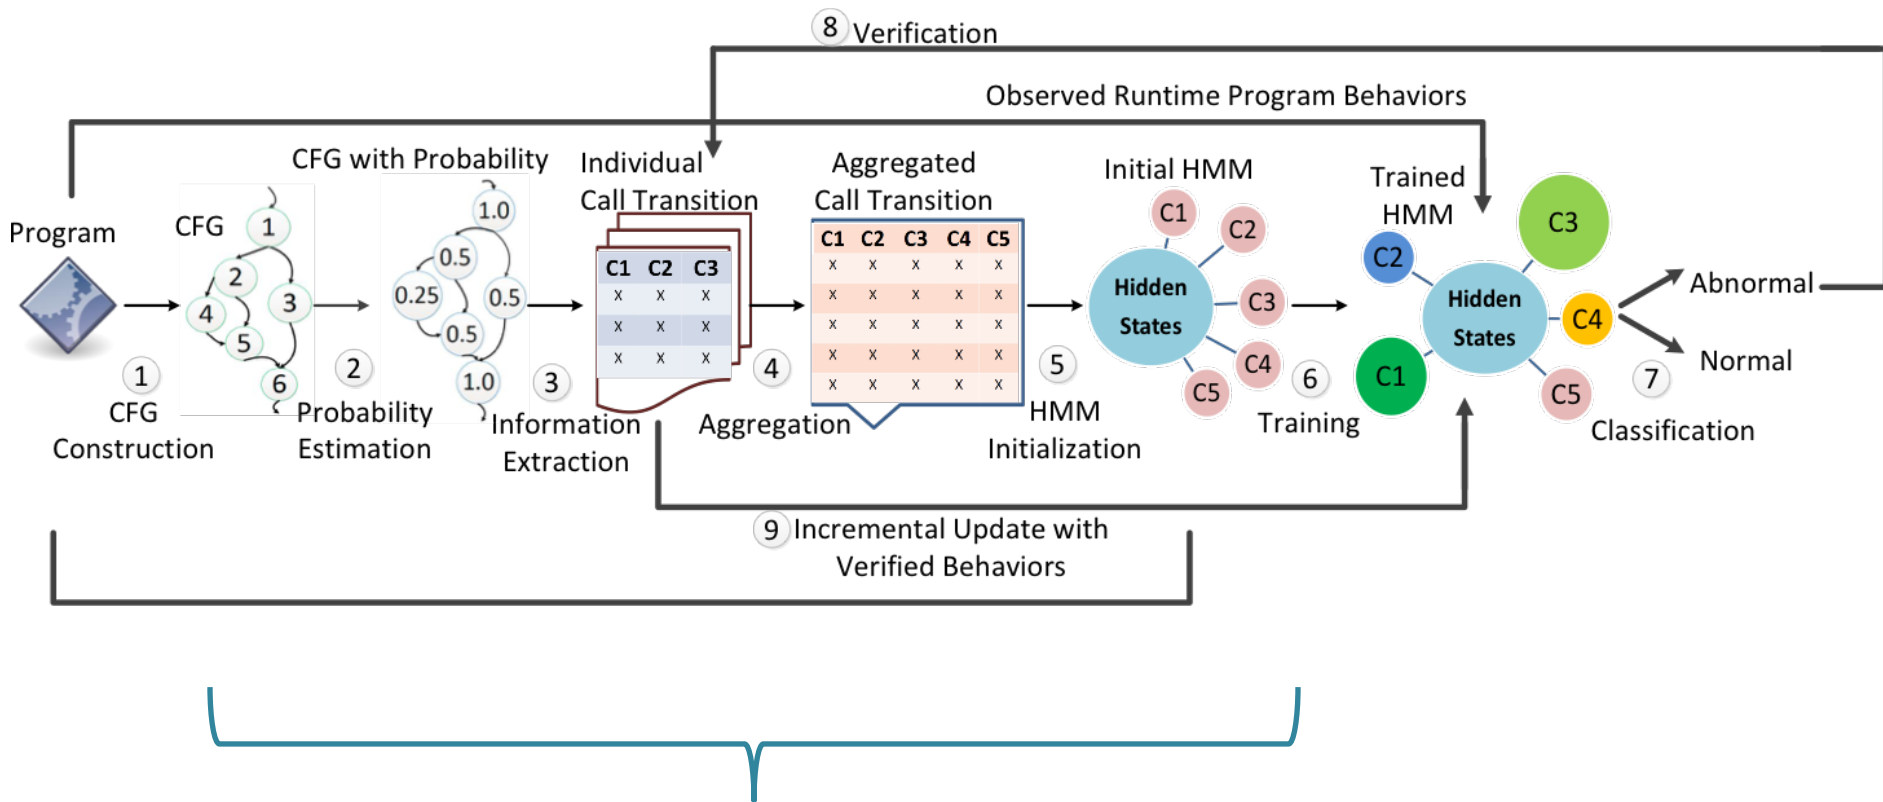 8 Verification
Observed Runtime Program Behaviors
Program
CFG
1
2
3
4
5
6
CFG with Probability
1.0
0.5
0.25
0.5
0.5
1.0
Individual
Call Transition
C1 C2 C3
x x x
x x x
x x x
Aggregated
Call Transition
C1 C2 C3 C4 C5
x x x x x
x x x x x
x x x x x
x x x x x
x x x x x
Initial HMM
C1
C2
C3
C4
C5
Hidden
States
Trained
HMM
C3
C2
C4
C1
C5
Hidden
States
Abnormal
Normal
1
CFG
Construction
2
Probability
Estimation
3
Information
Extraction
4
Aggregation
5
HMM
Initialization
6
Training
7
Classification
9 Incremental Update with
Verified Behaviors